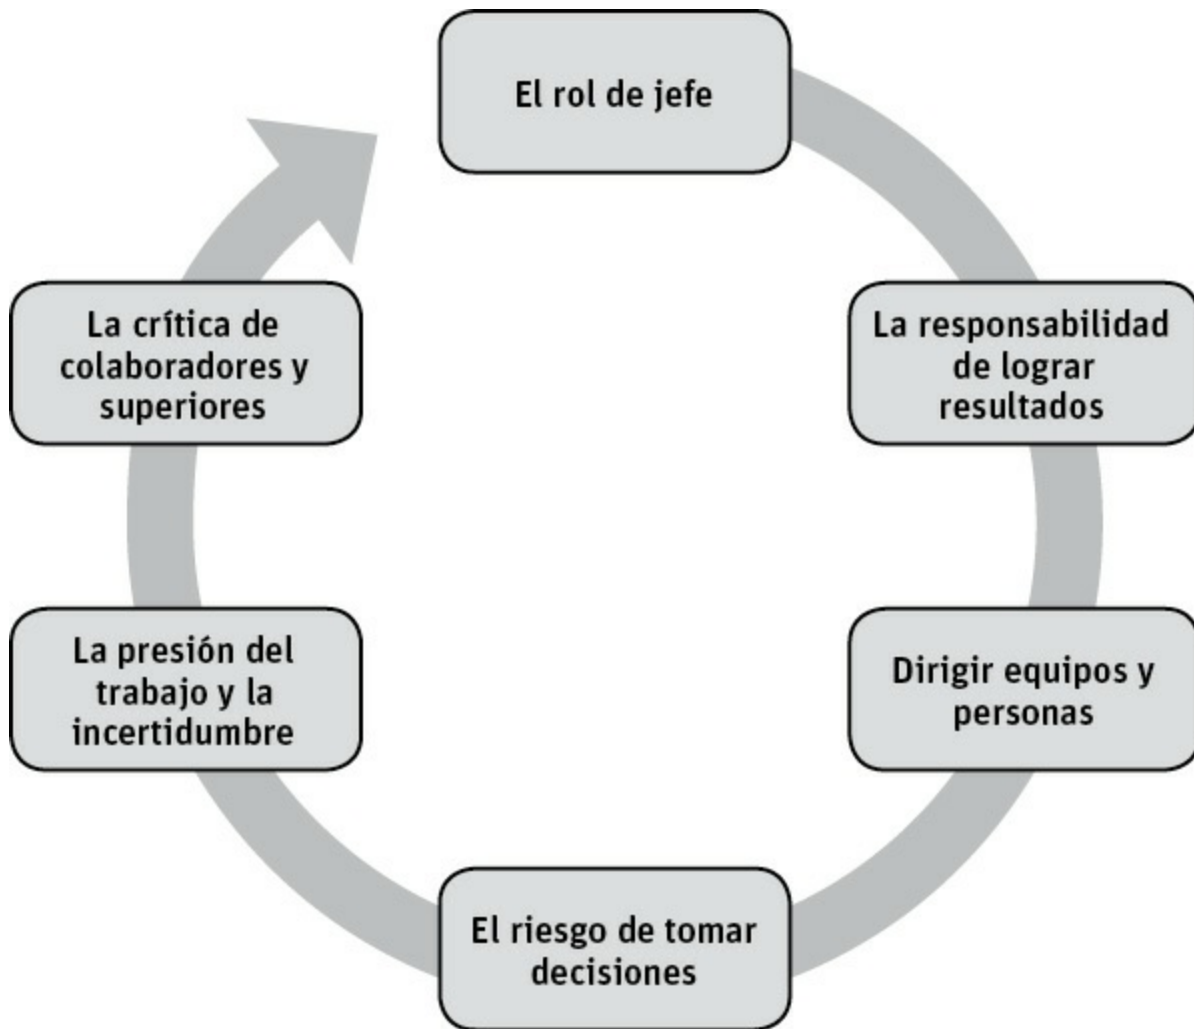 El rol de jefe
La responsabilidad
de lograr
resultados
Dirigir equipos y
personas
El riesgo de tomar
decisiones
La presión del
trabajo y la
incertidumbre
La crítica de
colaboradores y
superiores